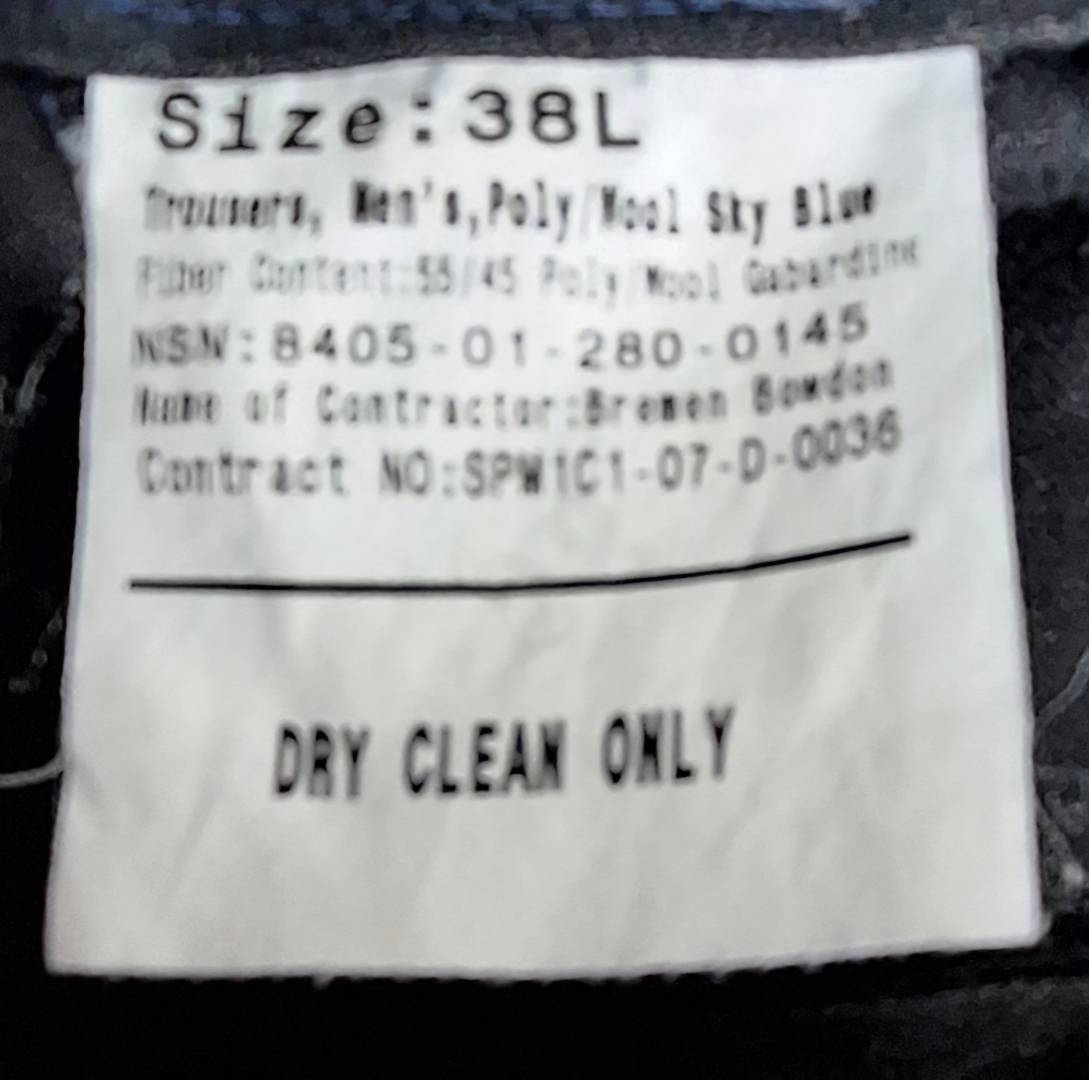 Size:38L
Trousers, Men's,Poly/Wool Sky Blue
Fiber Content:55/45 Poly/Wool Gabardine
NSN:8405-01-280-0145
Name of Contractor:Bremen Bowdon
Contract NO:SPM1C1-07-D-0036
DRY CLEAN ONLY